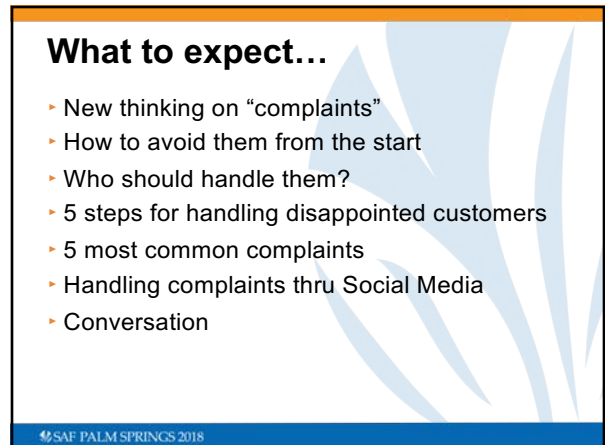 What to expect…
‣ New thinking on “complaints”
‣ How to avoid them from the start
‣ Who should handle them?
‣ 5 steps for handling disappointed customers
‣ 5 most common complaints
‣ Handling complaints thru Social Media
‣ Conversation
SAF PALM SPRINGS 2018